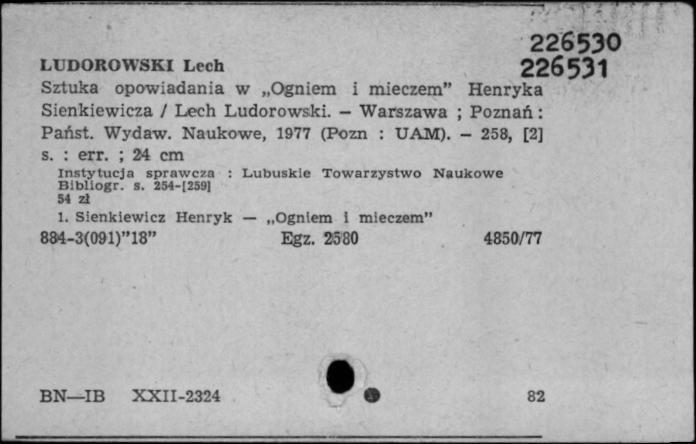 226530
LUDOROWSKI Lech
226531
Sztuka opowiadania w „Ogniem i mieczem” Henryka
Sienkiewicza / Lech Ludorowski. – Warszawa ; Poznań :
Państ. Wydaw. Naukowe, 1977 (Pozn : UAM). – 258, [2]
s. : err. ; 24 cm
Instytucja sprawcza : Lubuskie Towarzystwo Naukowe
Bibliogr. s. 254-[259]
54 zł
1. Sienkiewicz Henryk — „Ogniem i mieczem”
884-3(091)”18” Egz. 2580 4850/77
BN—IB XXII-2324 82